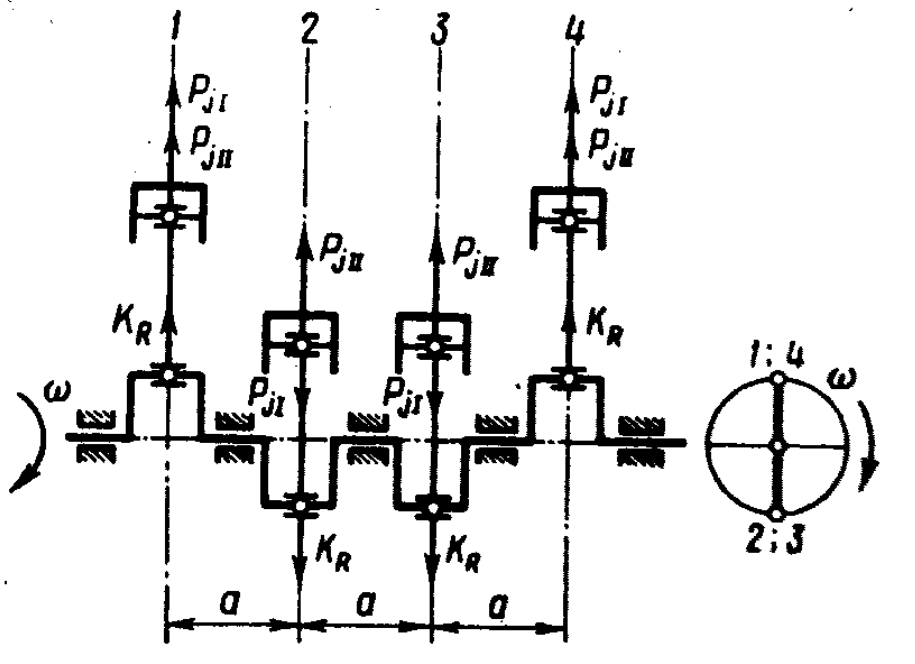 1 2 3 4
P_jI P_jI
P_jII P_jII
P_jII P_jII
K_R K_R
1; 4
ω ω
P_jI P_jI
2; 3
K_R K_R
a a a